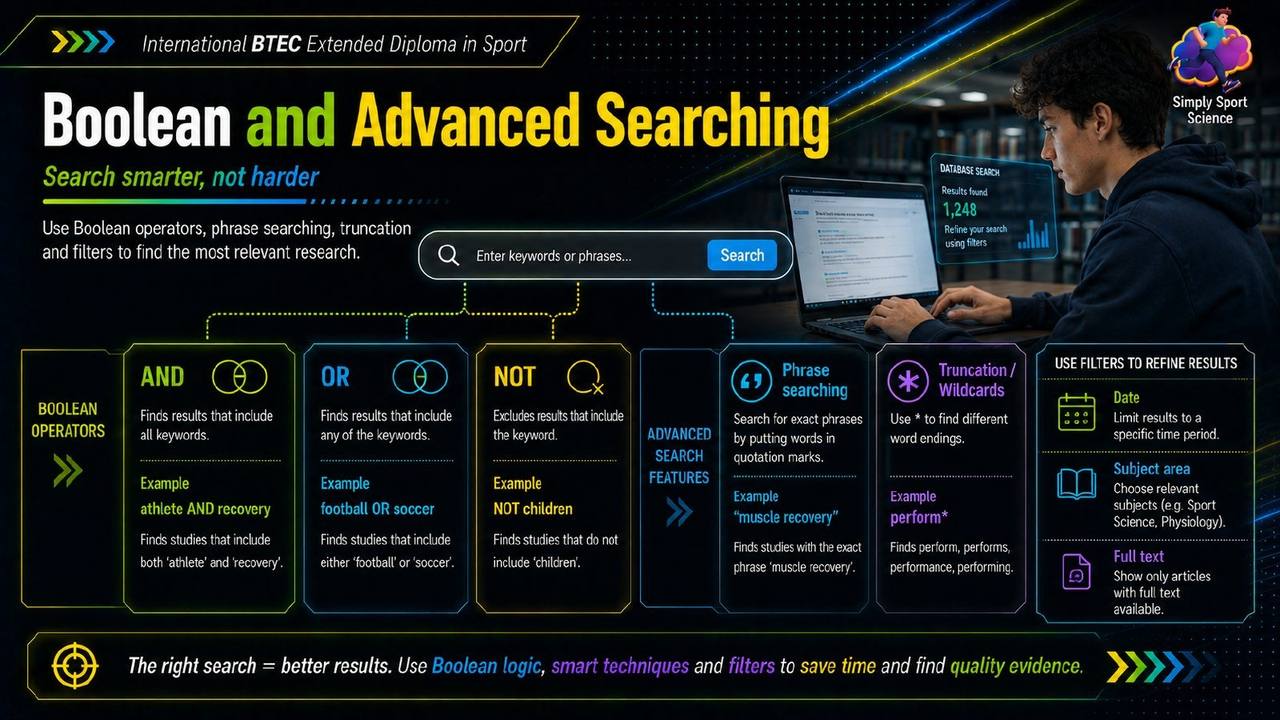 International BTEC Extended Diploma in Sport
Simply Sport
Science
Boolean and Advanced Searching
Search smarter, not harder
Use Boolean operators, phrase searching, truncation
and filters to find the most relevant research.
Enter keywords or phrases...
Search
DATABASE SEARCH
Results found
1,248
Refine your search
using filters
BOOLEAN
OPERATORS
AND
Finds results that include
all keywords.
Example
athlete AND recovery
Finds studies that include
both 'athlete' and 'recovery'.
OR
Finds results that include
any of the keywords.
Example
football OR soccer
Finds studies that include
either 'football' or 'soccer'.
NOT
Excludes results that include
the keyword.
Example
NOT children
Finds studies that do not
include 'children'.
ADVANCED
SEARCH
FEATURES
Phrase
searching
Search for exact phrases
by putting words in
quotation marks.
Example
"muscle recovery"
Finds studies with the exact
phrase 'muscle recovery'.
Truncation /
Wildcards
Use * to find different
word endings.
Example
perform*
Finds perform, performs,
performance, performing.
USE FILTERS TO REFINE RESULTS
Date
Limit results to a
specific time period.
Subject area
Choose relevant
subjects (e.g. Sport
Science, Physiology).
Full text
Show only articles
with full text
available.
The right search = better results. Use Boolean logic, smart techniques and filters to save time and find quality evidence.